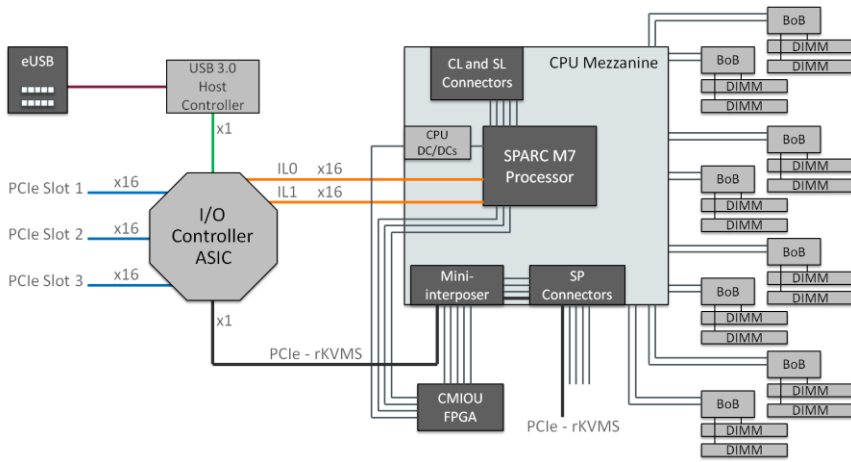 eUSB
USB 3.0
Host
Controller
x1
PCIe Slot 1
x16
PCIe Slot 2
x16
PCIe Slot 3
x16
I/O
Controller
ASIC
x1
PCIe - rKVMS
IL0 x16
IL1 x16
CL and SL
Connectors
CPU Mezzanine
CPU
DC/DCs
SPARC M7
Processor
Mini-
interposer
SP
Connectors
CMIOU
FPGA
PCIe - rKVMS
BoB
DIMM
DIMM
BoB
DIMM
DIMM
BoB
DIMM
DIMM
BoB
DIMM
DIMM
BoB
DIMM
DIMM
BoB
DIMM
DIMM
BoB
DIMM
DIMM
BoB
DIMM
DIMM